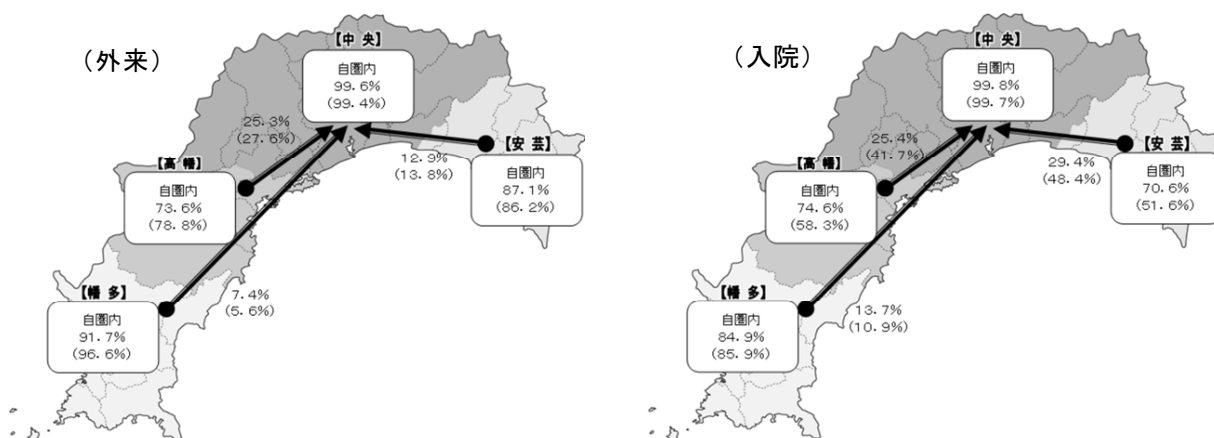 （外来）
【中 央】
自圏内
99.6%
(99.4%)
25.3%
(27.6%)
【高 幡】
自圏内
73.6%
(78.8%)
12.9%
(13.8%)
【安 芸】
自圏内
87.1%
(86.2%)
7.4%
(5.6%)
【幡 多】
自圏内
91.7%
(96.6%)
（入院）
【中 央】
自圏内
99.8%
(99.7%)
25.4%
(41.7%)
【高 幡】
自圏内
74.6%
(58.3%)
29.4%
(48.4%)
【安 芸】
自圏内
70.6%
(51.6%)
13.7%
(10.9%)
【幡 多】
自圏内
84.9%
(85.9%)